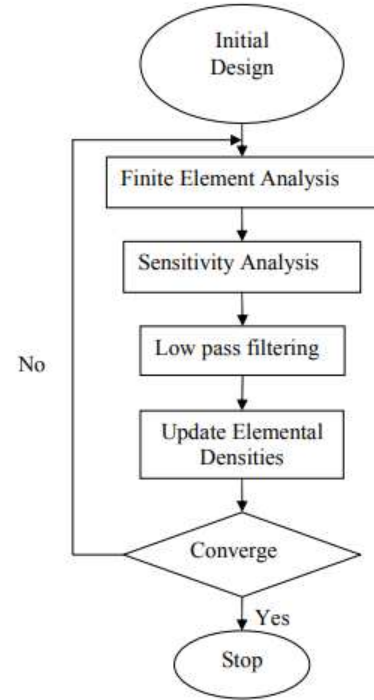 Initial
Design
Finite Element Analysis
Sensitivity Analysis
Low pass filtering
No
Update Elemental
Densities
Converge
Yes
Stop